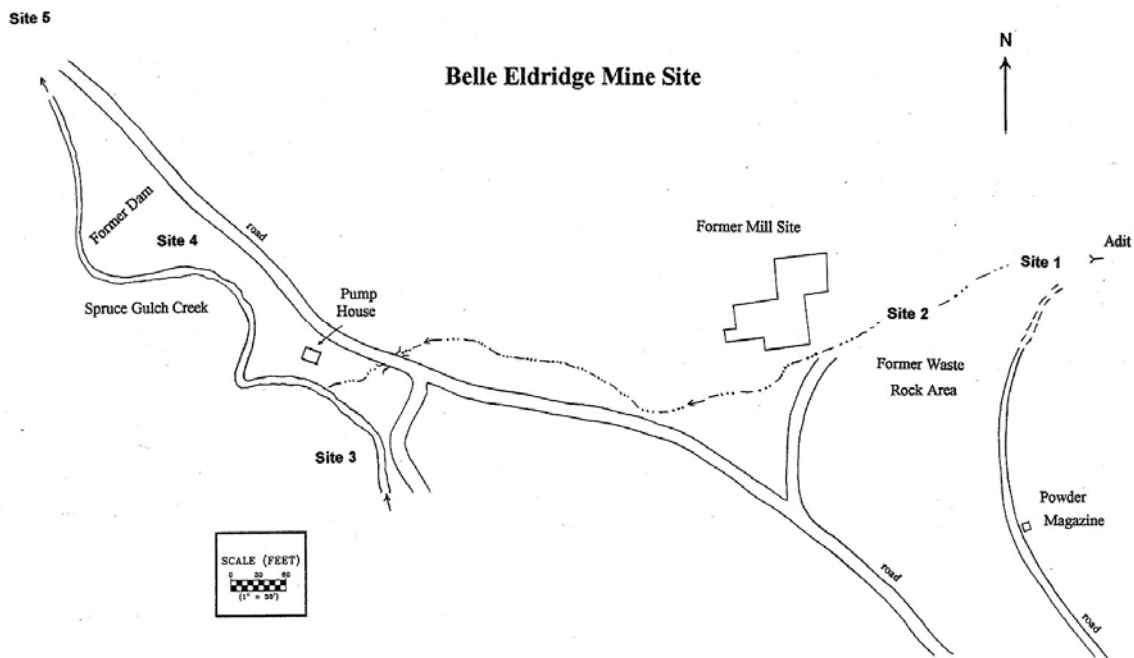 Site 5
N
Belle Eldridge Mine Site
Former Dam
Site 4
road
Former Mill Site
Site 1
Adit
Spruce Gulch Creek
Pump
House
Site 2
Former Waste
Rock Area
Site 3
Powder
Magazine
SCALE (FEET)
0 30 60
(1" = 55')
road
road